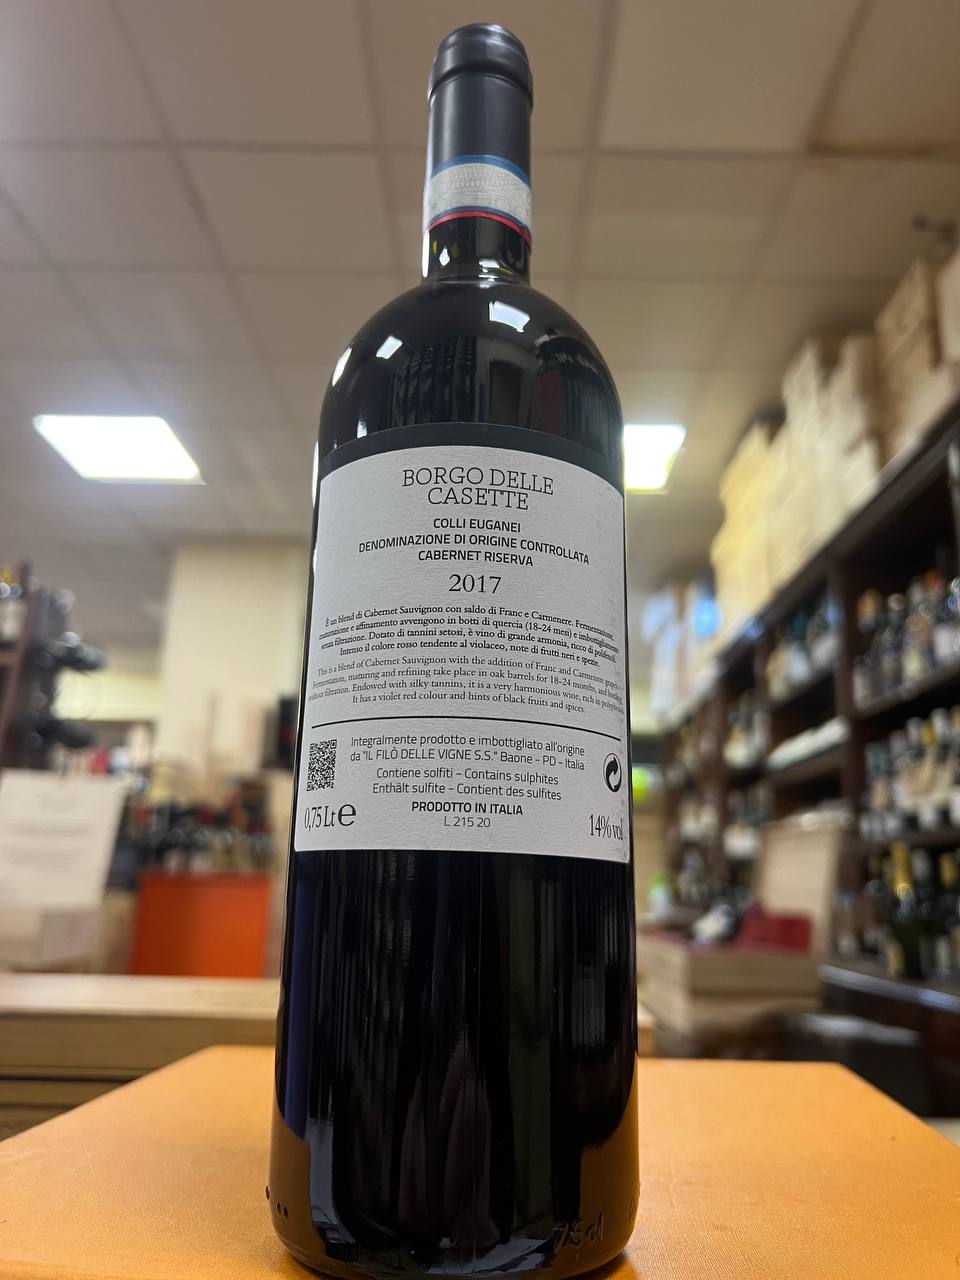 BORGO DELLE
CASETTE
COLLI EUGANEI
DENOMINAZIONE DI ORIGINE CONTROLLATA
CABERNET RISERVA
2017
È un blend di Cabernet Sauvignon con saldo di Franc e Carmenere. Fermentazione,
maturazione e affinamento avvengono in botti di quercia (18-24 mesi) e imbottigliamento
senza filtrazione. Dotato di tannini setosi, è vino di grande armonia, ricco di polifenoli.
Intenso il colore rosso tendente al violaceo, note di frutti neri e spezie.
This is a blend of Cabernet Sauvignon with the addition of Franc and Carmenere grapes.
Fermentation, maturing and refining take place in oak barrels for 18-24 months, and bottling
without filtration. Endowed with silky tannins, it is a very harmonious wine, rich in
It has a violet red colour and hints of black fruits and spices.
Integralmente prodotto e imbottigliato all'origine
da "IL FILÒ DELLE VIGNE S.S." Baone - PD - Italia
Contiene solfiti - Contains sulphites
Enthält sulfite - Contient des sulfites
PRODOTTO IN ITALIA
L 215 20
0,75 Lt e
14% vol
75cl